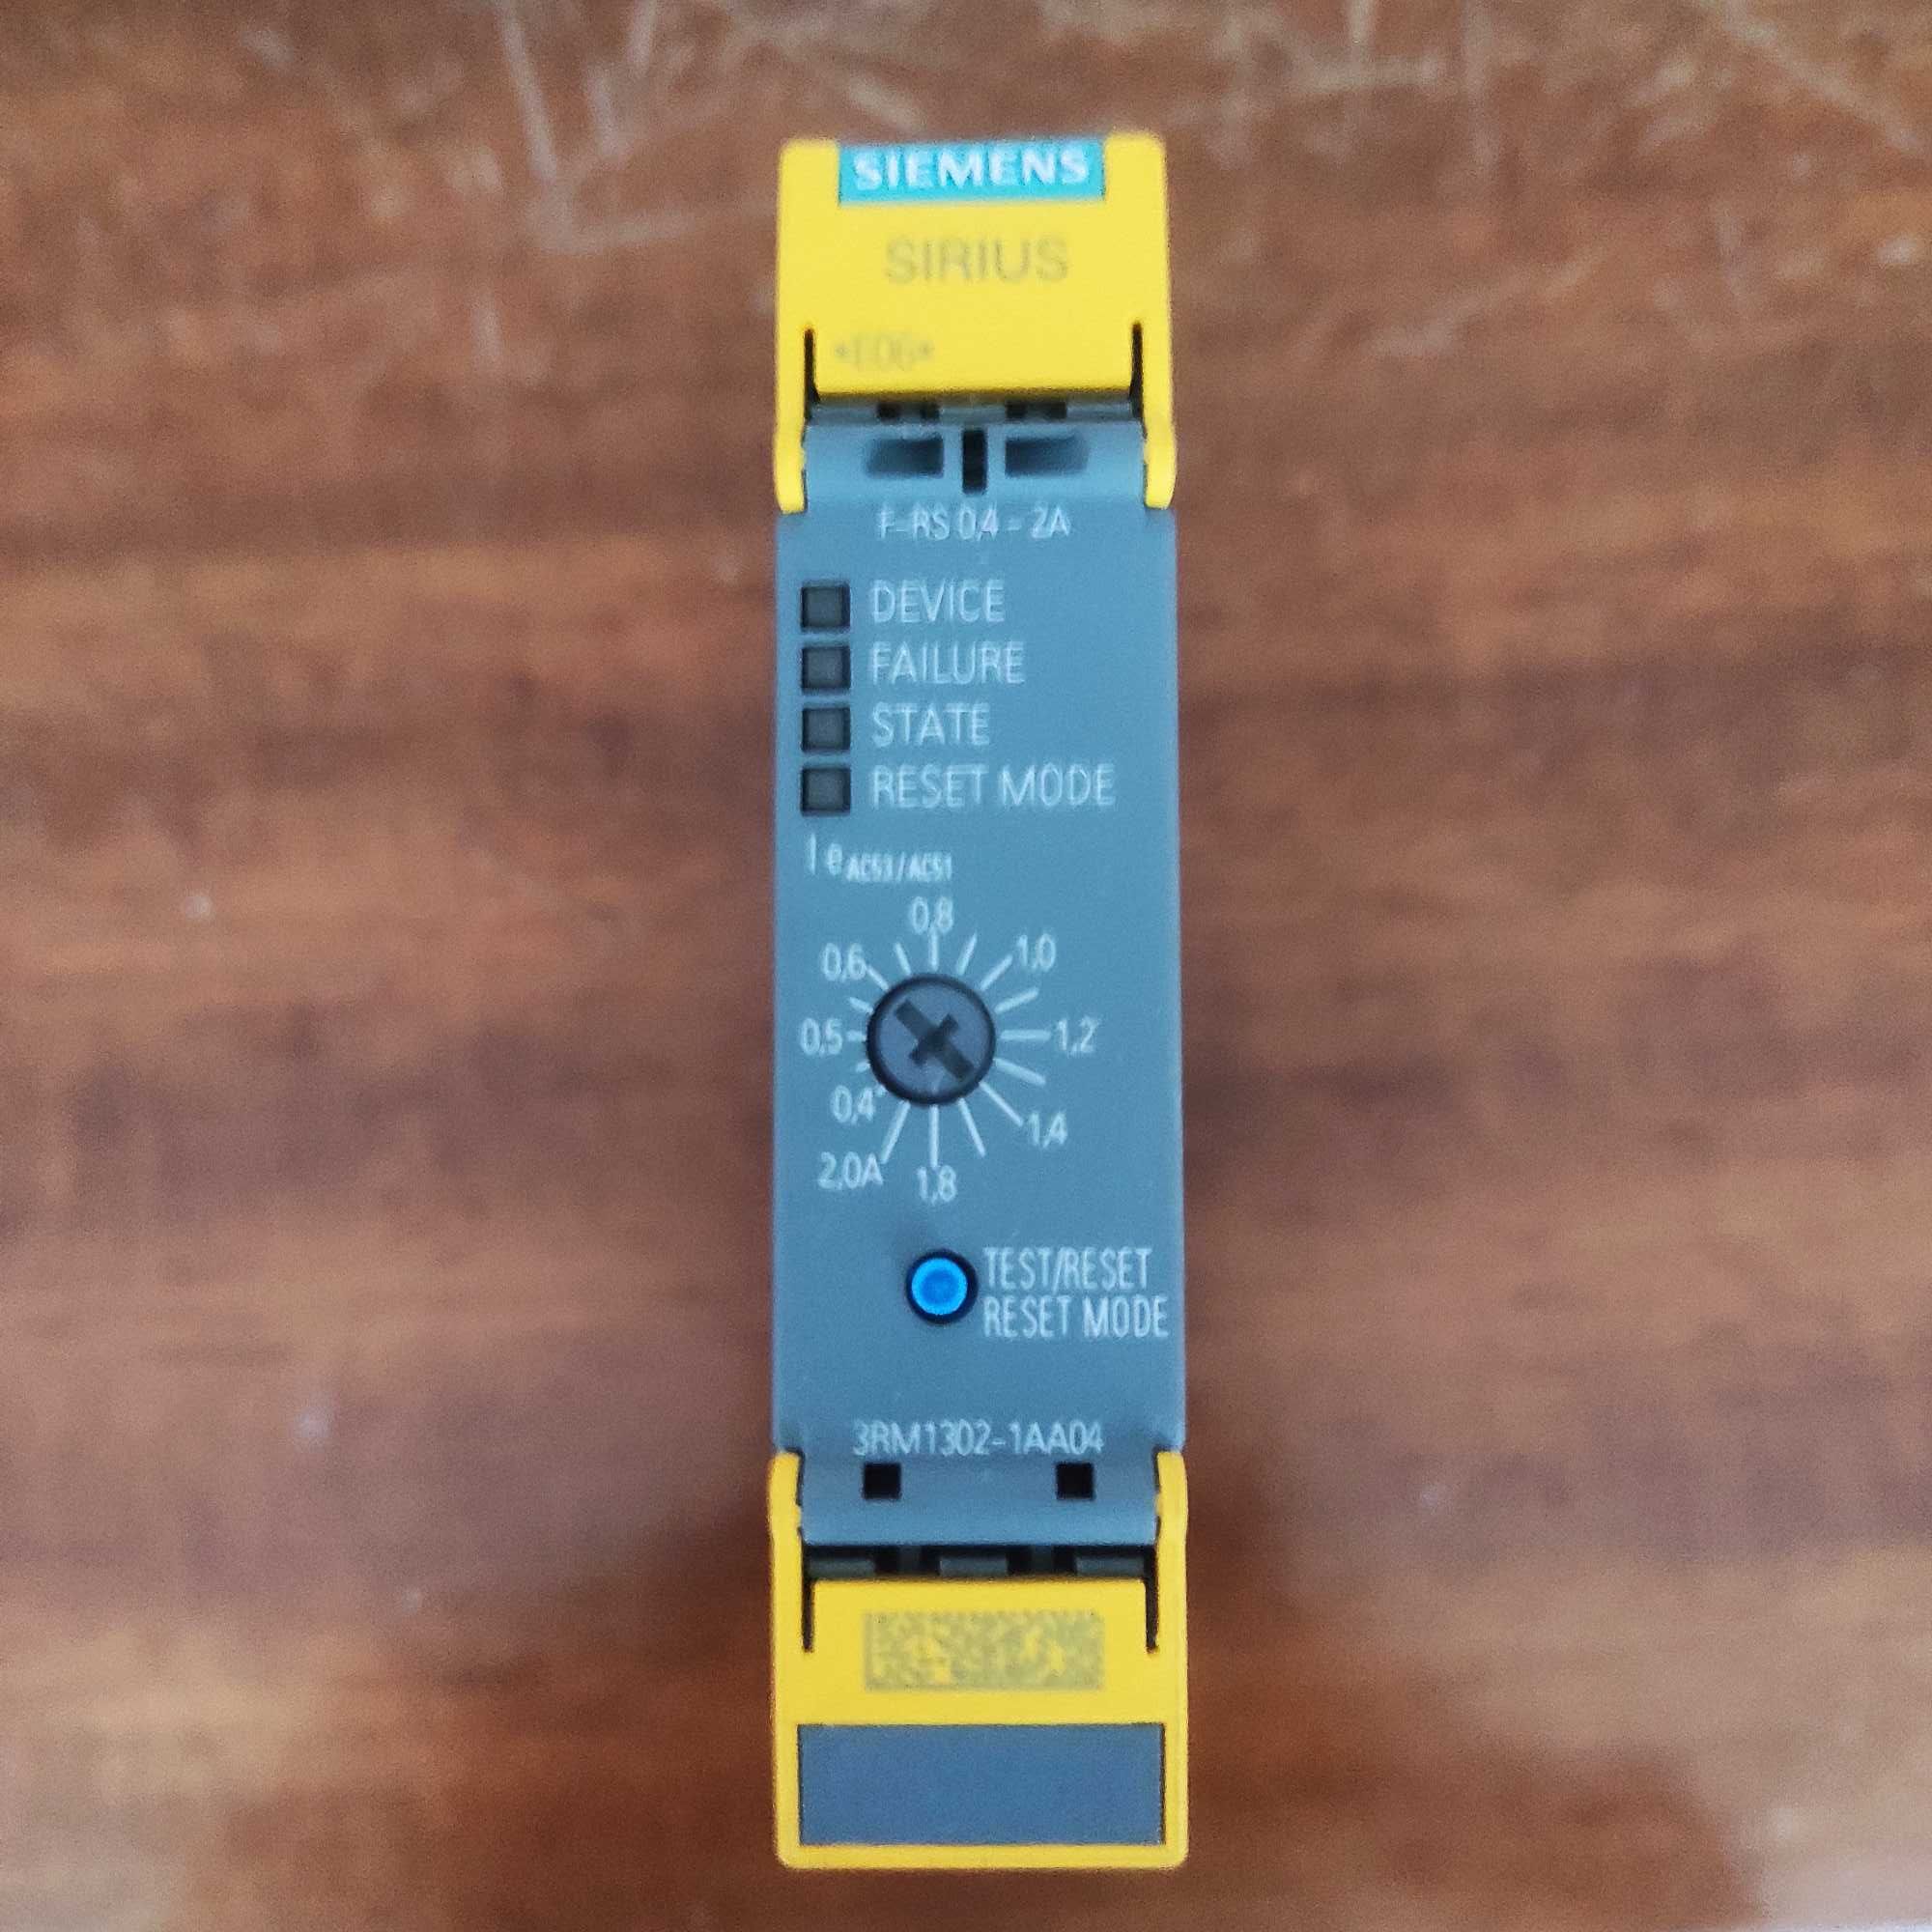 SIEMENS
SIRIUS
*E06*
F-RS 0,4 - 2A
DEVICE
FAILURE
STATE
RESET MODE
Ie AC53/AC51
0,8
0,6 1,0
0,5 1,2
0,4 1,4
2,0A 1,8
TEST/RESET
RESET MODE
3RM1302-1AA04